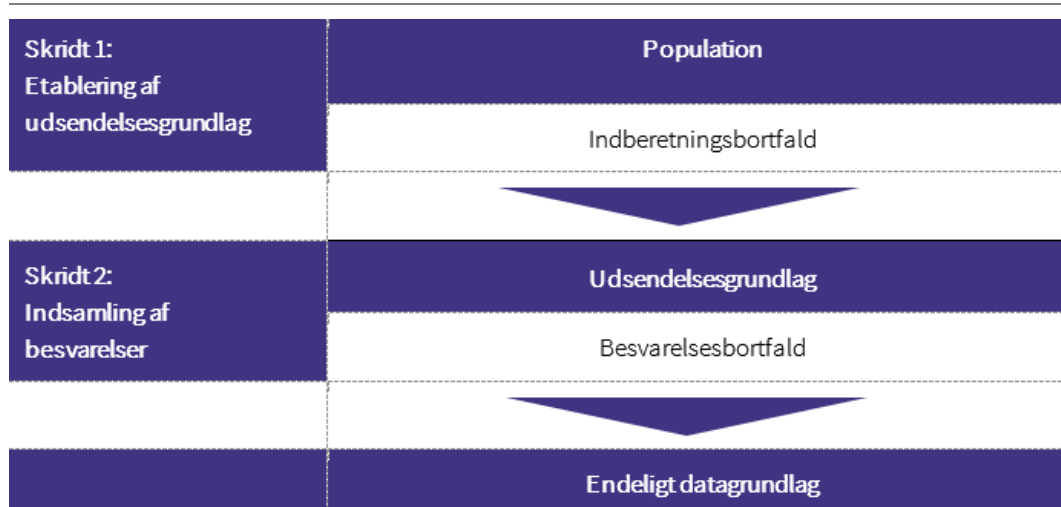 Skridt 1:
Etablering af
udsendelsesgrundlag
Population
Indberetningsbortfald
Skridt 2:
Indsamling af
besvarelser
Udsendelsesgrundlag
Besvarelsesbortfald
Endeligt datagrundlag